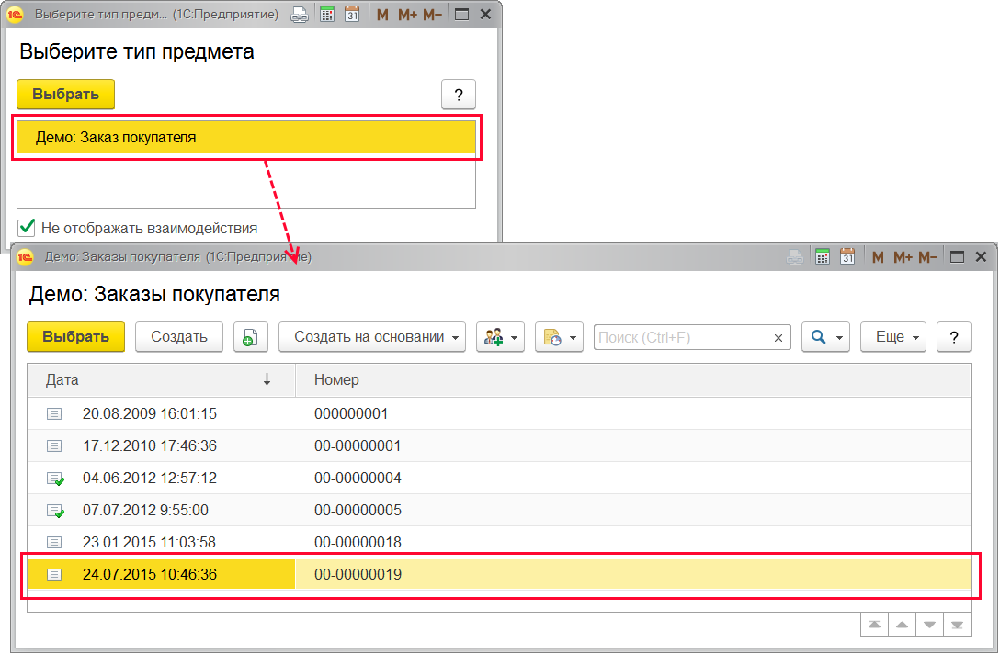 1С Выберите тип предм... (1С:Предприятие) 31 M M+ M−
Выберите тип предмета
Выбрать ?
Демо: Заказ покупателя
Не отображать взаимодействия
1С Демо: Заказы покупателя (1С:Предприятие) 31 M M+ M−
Демо: Заказы покупателя
Выбрать Создать Создать на основании Поиск (Ctrl+F) × Еще ?
Дата ↓ Номер
20.08.2009 16:01:15 000000001
17.12.2010 17:46:36 00-00000001
04.06.2012 12:57:12 00-00000004
07.07.2012 9:55:00 00-00000005
23.01.2015 11:03:58 00-00000018
24.07.2015 10:46:36 00-00000019